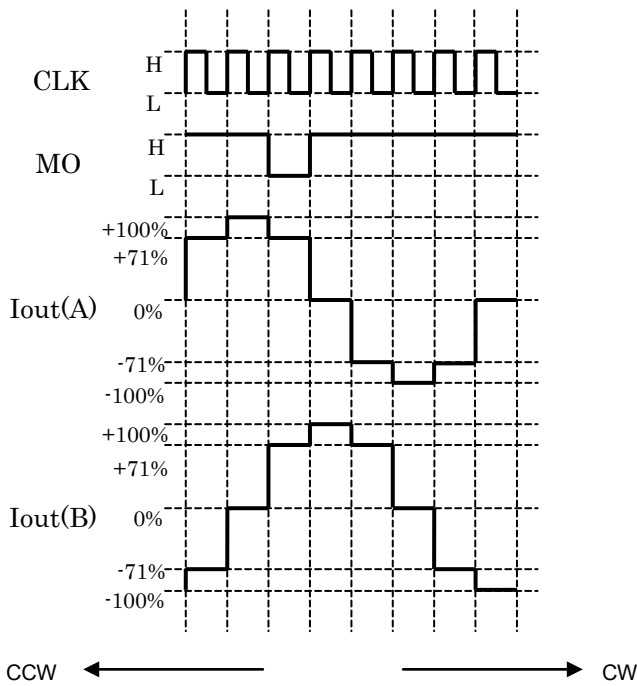 CLK
H
L
MO
H
L
Iout(A)
+100%
+71%
0%
-71%
-100%
Iout(B)
+100%
+71%
0%
-71%
-100%
CCW
CW